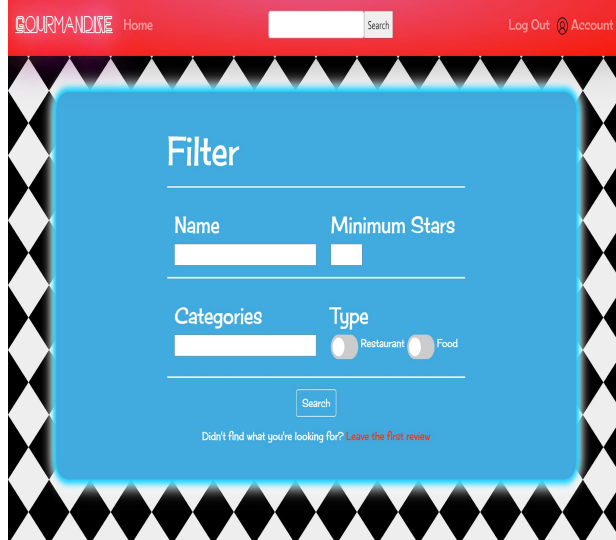 GOURMANDISE Home Search Log Out Account
Filter
Name Minimum Stars
Categories Type
Restaurant Food
Search
Didn't find what you're looking for? Leave the first review